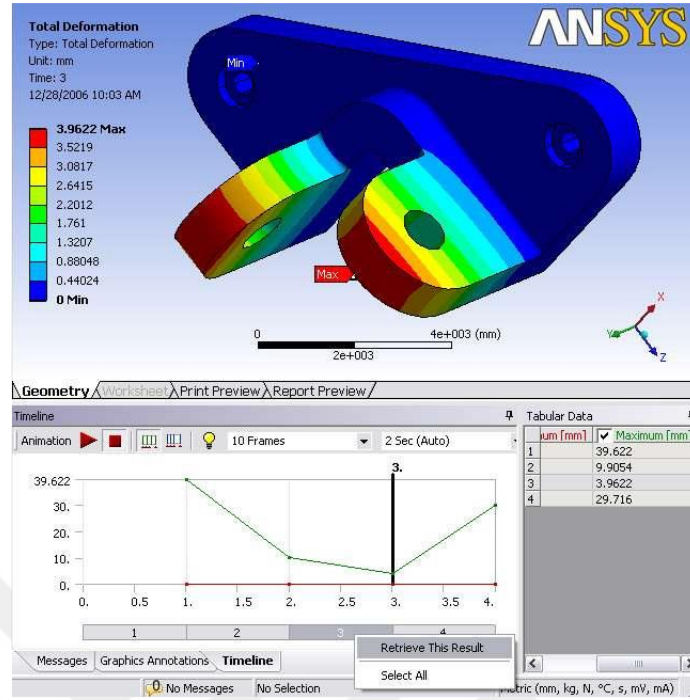 Total Deformation
Type: Total Deformation
Unit: mm
Time: 3
12/28/2006 10:03 AM
ANSYS
Min
3.9622 Max
3.5219
3.0817
2.6415
2.2012
1.761
1.3207
0.88048
0.44024
0 Min
Max
0 4e+003 (mm)
2e+003
X
Y
Z
Geometry Worksheet Print Preview Report Preview
Timeline
Animation 10 Frames 2 Sec (Auto)
3.
39.622
30.
20.
10.
0.
0. 0.5 1. 1.5 2. 2.5 3. 3.5 4.
1 2 3 4
Retrieve This Result
Select All
Messages Graphics Annotations Timeline
Tabular Data
um [mm] Maximum [mm]
1 39.622
2 9.9054
3 3.9622
4 29.716
0 No Messages No Selection
ric (mm, kg, N, °C, s, mV, mA)